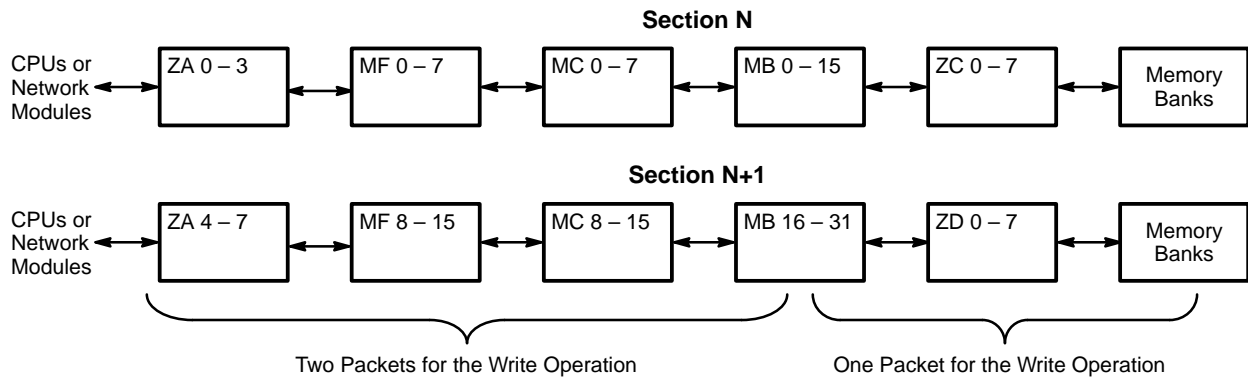 Section N
CPUs or
Network
Modules
ZA 0 – 3
MF 0 – 7
MC 0 – 7
MB 0 – 15
ZC 0 – 7
Memory
Banks
Section N+1
CPUs or
Network
Modules
ZA 4 – 7
MF 8 – 15
MC 8 – 15
MB 16 – 31
ZD 0 – 7
Memory
Banks
Two Packets for the Write Operation
One Packet for the Write Operation